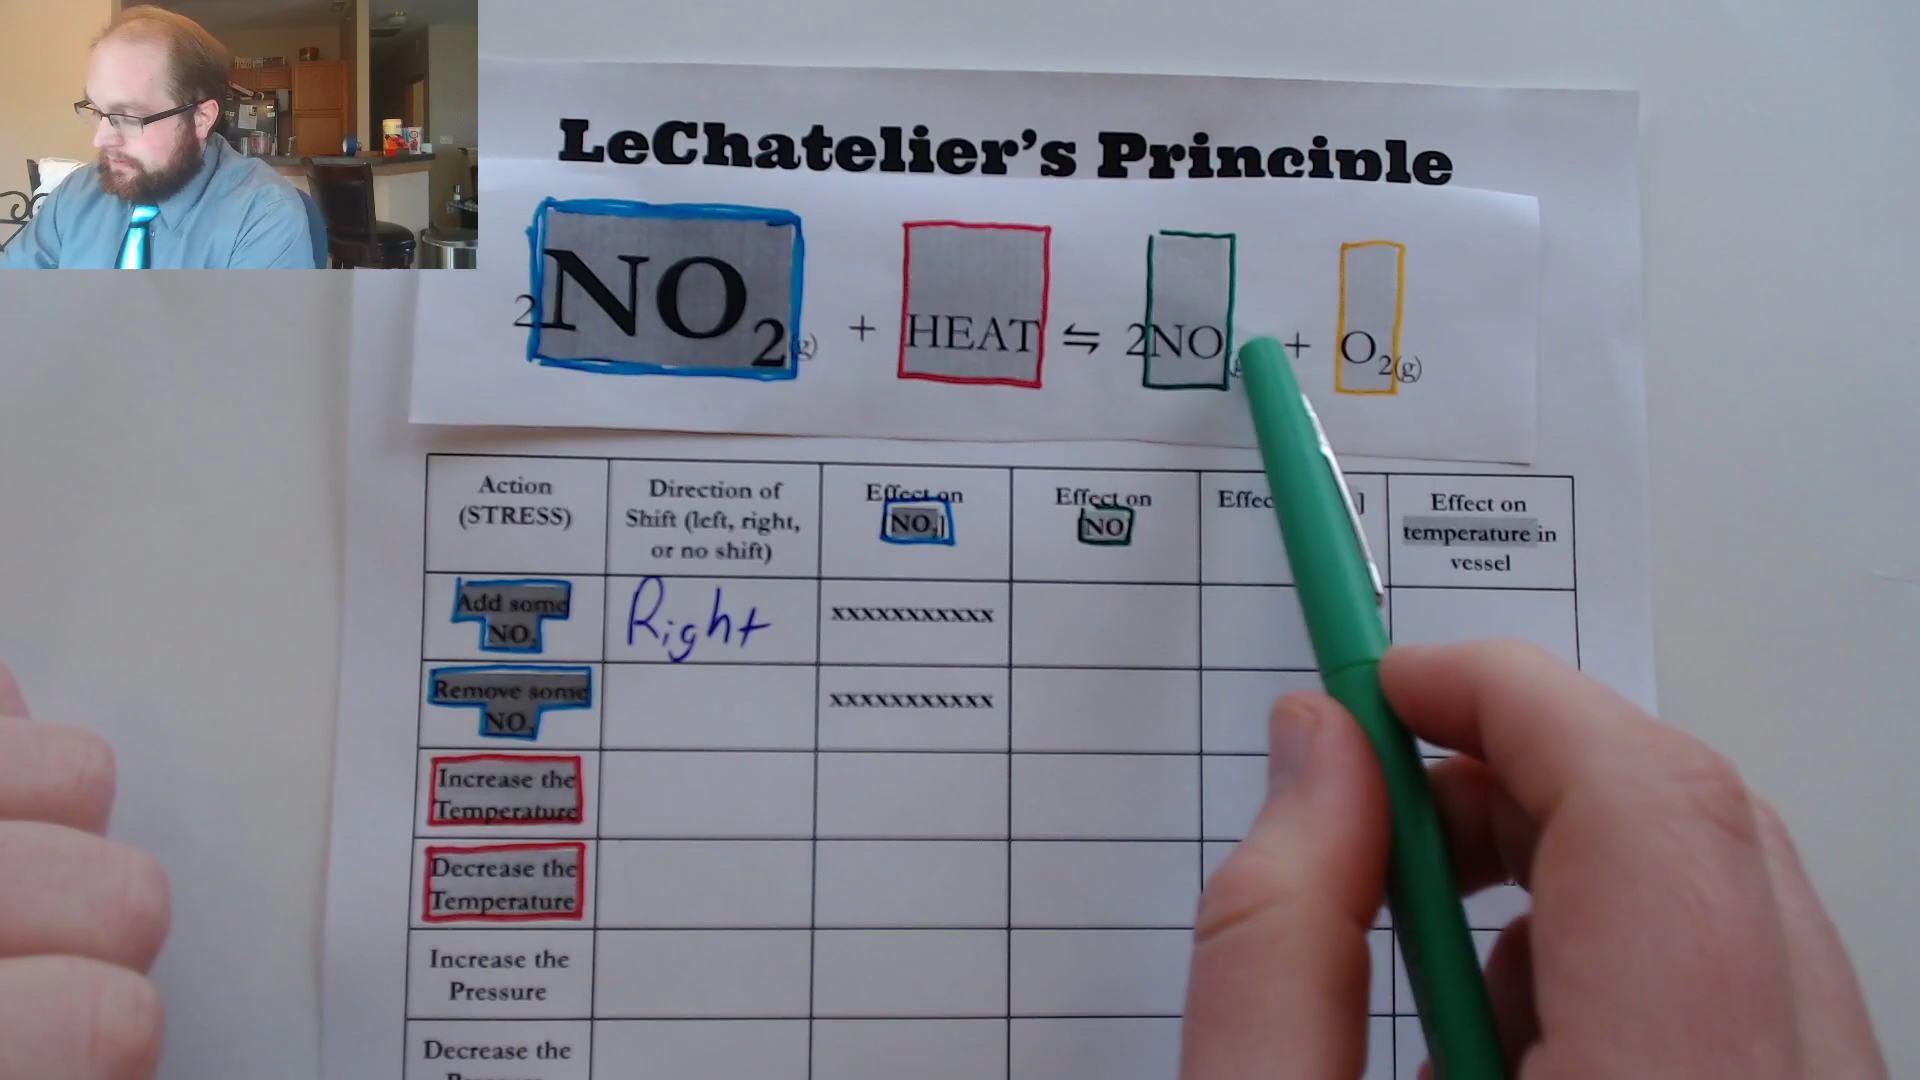 LeChatelier's Principle
2NO2(g) + HEAT ⇋ 2NO(g) + O2(g)
Action
(STRESS)
Direction of
Shift (left, right,
or no shift)
Effect on
[NO2]
Effect on
[NO]
Effec ]
Effect on
temperature in
vessel
Add some
NO2
Right
xxxxxxxxxxx
Remove some
NO2
xxxxxxxxxxx
Increase the
Temperature
Decrease the
Temperature
Increase the
Pressure
Decrease the